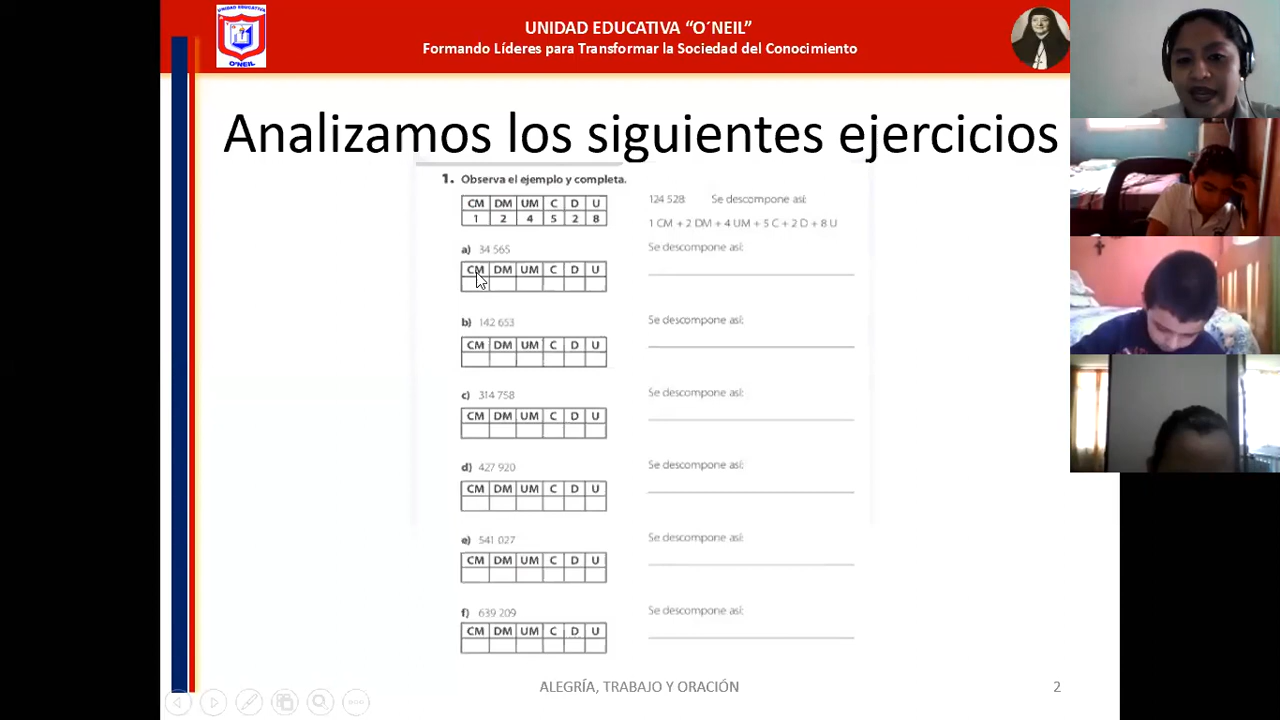 UNIDAD EDUCATIVA
O´NEIL
UNIDAD EDUCATIVA “O´NEIL”
Formando Líderes para Transformar la Sociedad del Conocimiento
Analizamos los siguientes ejercicios
1. Observa el ejemplo y completa.
CM DM UM C D U
1 2 4 5 2 8
124 528 Se descompone así:
1 CM + 2 DM + 4 UM + 5 C + 2 D + 8 U
a) 34 565 Se descompone así:
CM DM UM C D U
b) 142 653 Se descompone así:
CM DM UM C D U
c) 314 758 Se descompone así:
CM DM UM C D U
d) 427 920 Se descompone así:
CM DM UM C D U
e) 541 027 Se descompone así:
CM DM UM C D U
f) 639 209 Se descompone así:
CM DM UM C D U
ALEGRÍA, TRABAJO Y ORACIÓN
2